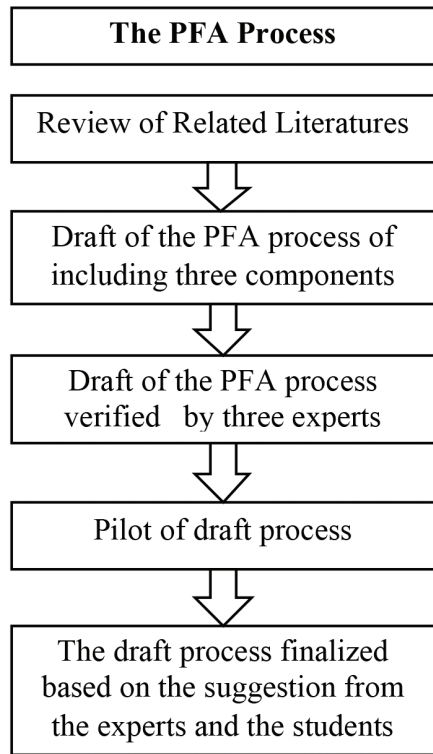 The PFA Process
Review of Related Literatures
Draft of the PFA process of
including three components
Draft of the PFA process
verified by three experts
Pilot of draft process
The draft process finalized
based on the suggestion from
the experts and the students